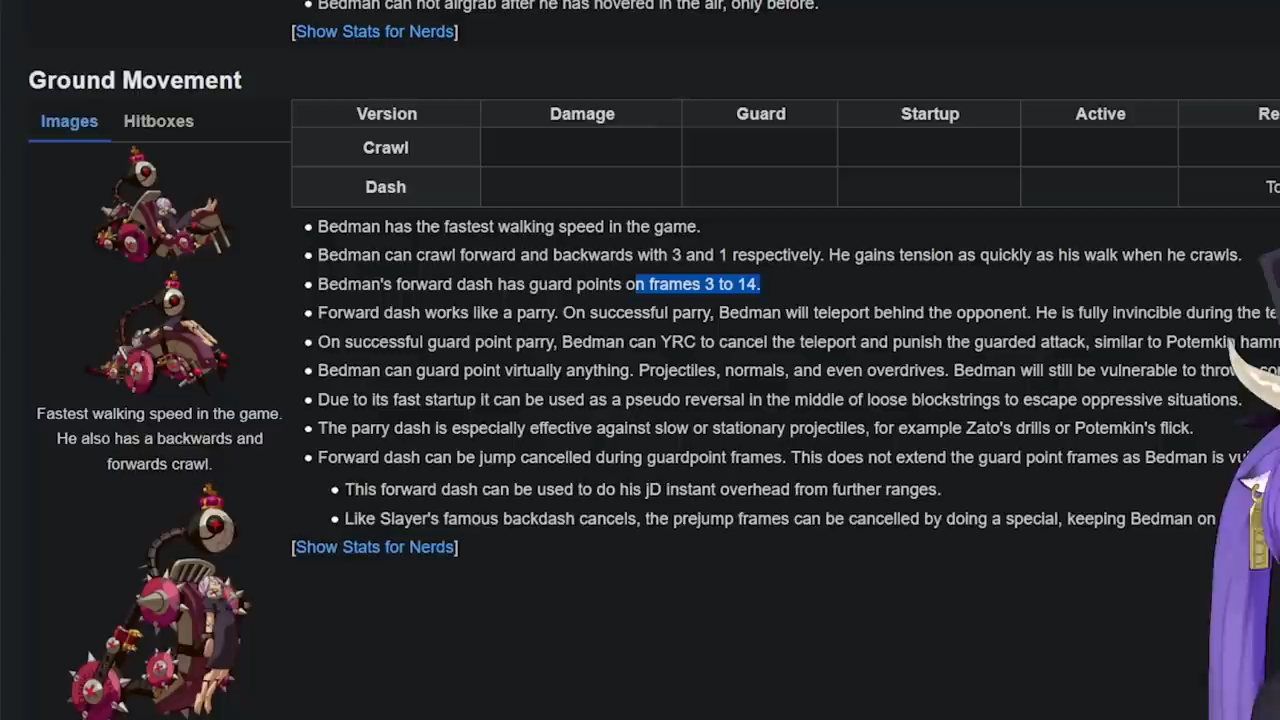 Bedman can not airgrab after he has hovered in the air, only before.
[Show Stats for Nerds]
Ground Movement
Images Hitboxes
Version Damage Guard Startup Active Re
Crawl
Dash To
Fastest walking speed in the game.
He also has a backwards and
forwards crawl.
• Bedman has the fastest walking speed in the game.
• Bedman can crawl forward and backwards with 3 and 1 respectively. He gains tension as quickly as his walk when he crawls.
• Bedman's forward dash has guard points on frames 3 to 14.
• Forward dash works like a parry. On successful parry, Bedman will teleport behind the opponent. He is fully invincible during the te
• On successful guard point parry, Bedman can YRC to cancel the teleport and punish the guarded attack, similar to Potemkin hamm
• Bedman can guard point virtually anything. Projectiles, normals, and even overdrives. Bedman will still be vulnerable to
• Due to its fast startup it can be used as a pseudo reversal in the middle of loose blockstrings to escape oppressive situations.
• The parry dash is especially effective against slow or stationary projectiles, for example Zato's drills or Potemkin's flick.
• Forward dash can be jump cancelled during guardpoint frames. This does not extend the guard point frames as Bedman is
• This forward dash can be used to do his jD instant overhead from further ranges.
• Like Slayer's famous backdash cancels, the prejump frames can be cancelled by doing a special, keeping Bedman on
[Show Stats for Nerds]